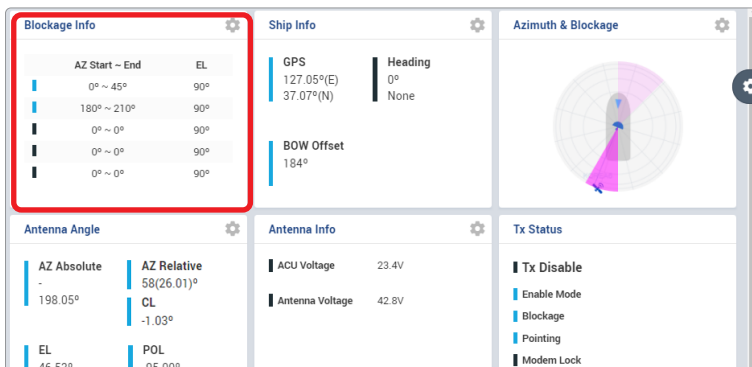 Blockage Info
AZ Start ~ End EL
0º ~ 45º 90º
180º ~ 210º 90º
0º ~ 0º 90º
0º ~ 0º 90º
0º ~ 0º 90º
Ship Info
GPS
127.05º(E)
37.07º(N)
Heading
0º
None
BOW Offset
184º
Azimuth & Blockage
Antenna Angle
AZ Absolute
-
198.05º
AZ Relative
58(26.01)º
CL
-1.03º
EL
POL
Antenna Info
ACU Voltage 23.4V
Antenna Voltage 42.8V
Tx Status
Tx Disable
Enable Mode
Blockage
Pointing
Modem Lock